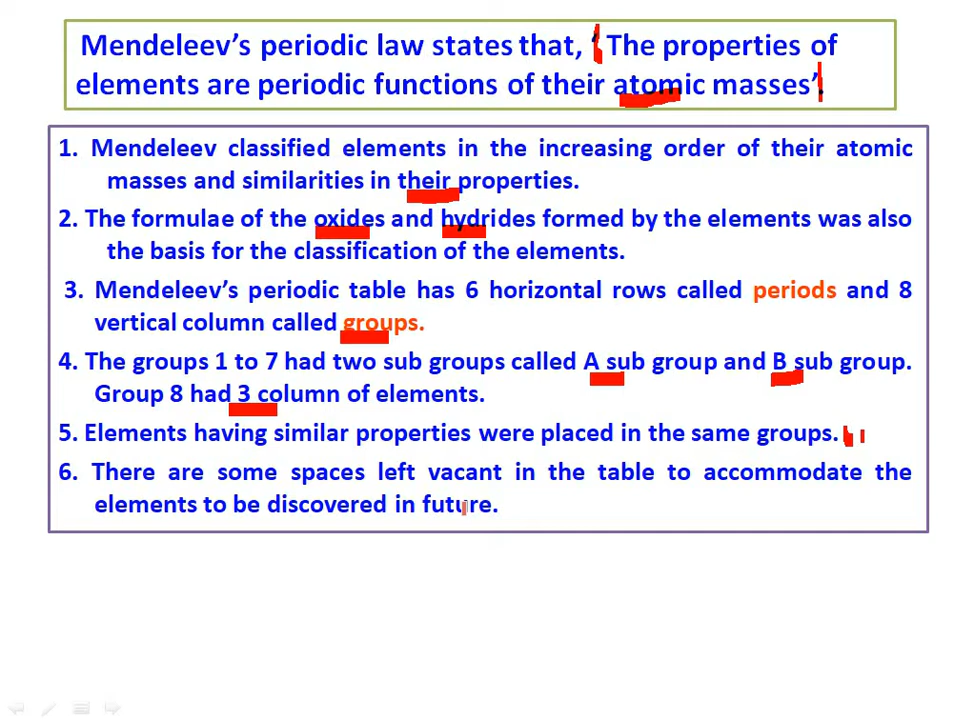 Mendeleev’s periodic law states that, ‘ The properties of
elements are periodic functions of their atomic masses’.
1. Mendeleev classified elements in the increasing order of their atomic
masses and similarities in their properties.
2. The formulae of the oxides and hydrides formed by the elements was also
the basis for the classification of the elements.
3. Mendeleev’s periodic table has 6 horizontal rows called periods and 8
vertical column called groups.
4. The groups 1 to 7 had two sub groups called A sub group and B sub group.
Group 8 had 3 column of elements.
5. Elements having similar properties were placed in the same groups.
6. There are some spaces left vacant in the table to accommodate the
elements to be discovered in future.